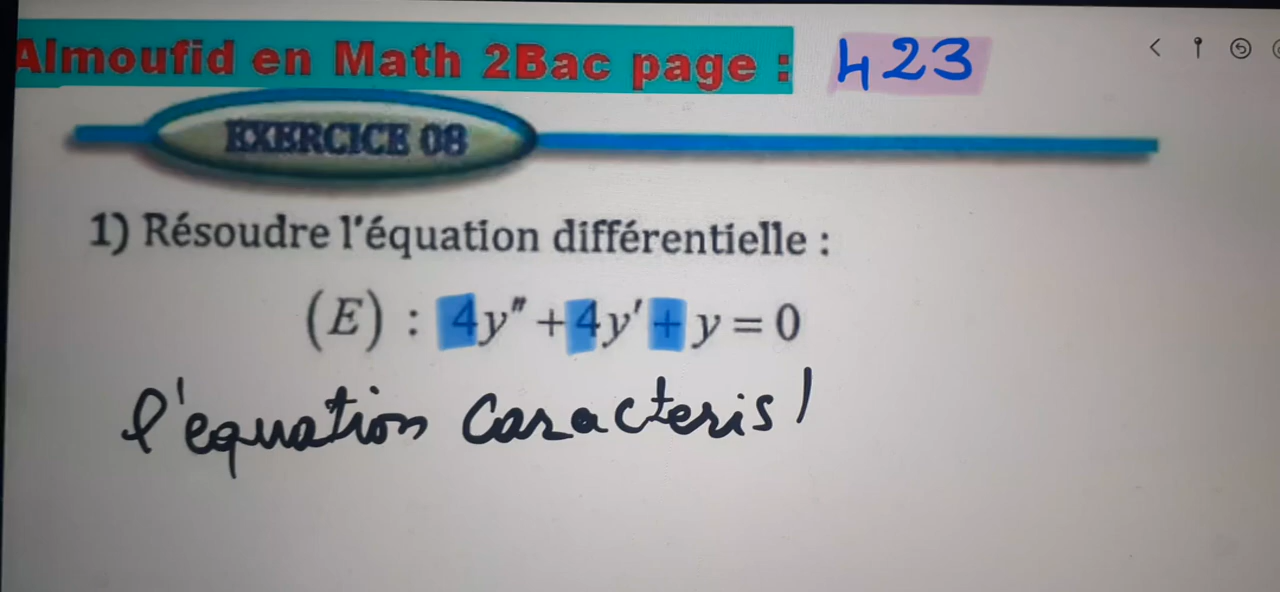 Almoufid en Math 2Bac page : 423
EXERCICE 08
1) Résoudre l'équation différentielle :
(E) : 4y" + 4y' + y = 0
l'equation caracteris